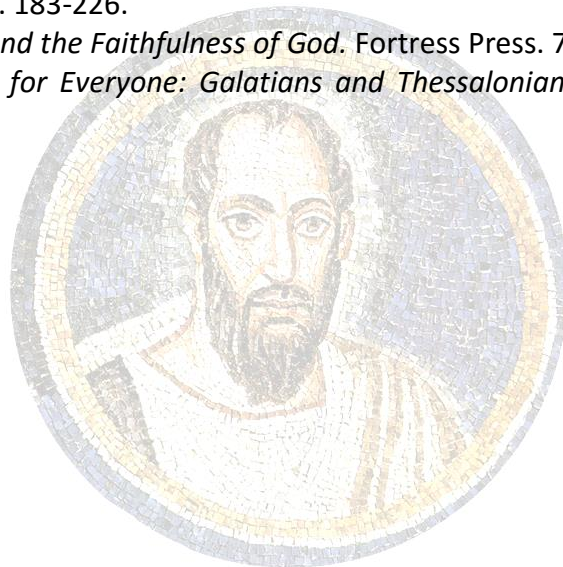 . 183-226.
nd the Faithfulness of God. Fortress Press. 7
for Everyone: Galatians and Thessalonian